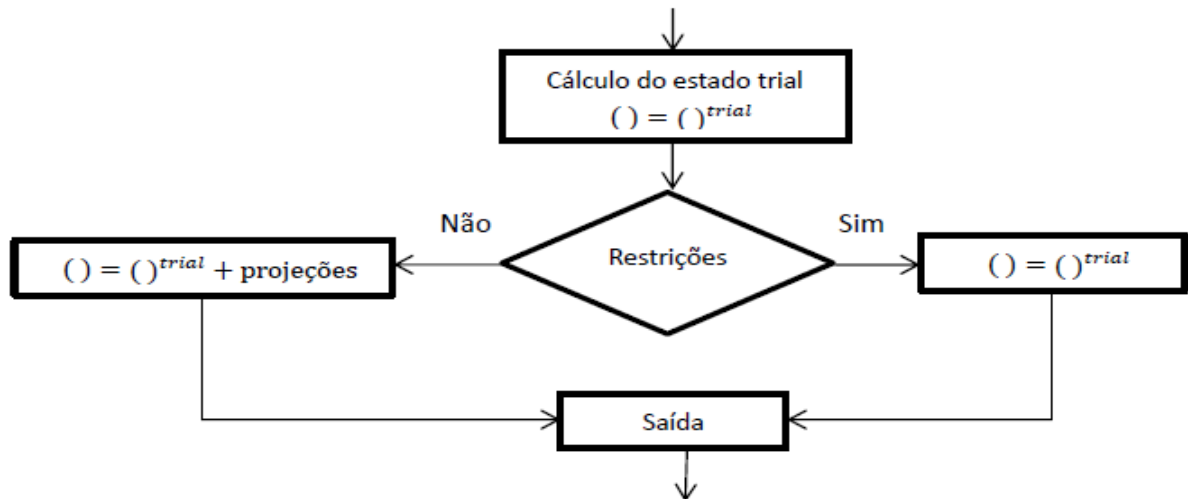 Cálculo do estado trial
( ) = ( )^trial
Não
Sim
Restrições
( ) = ( )^trial + projeções
( ) = ( )^trial
Saída